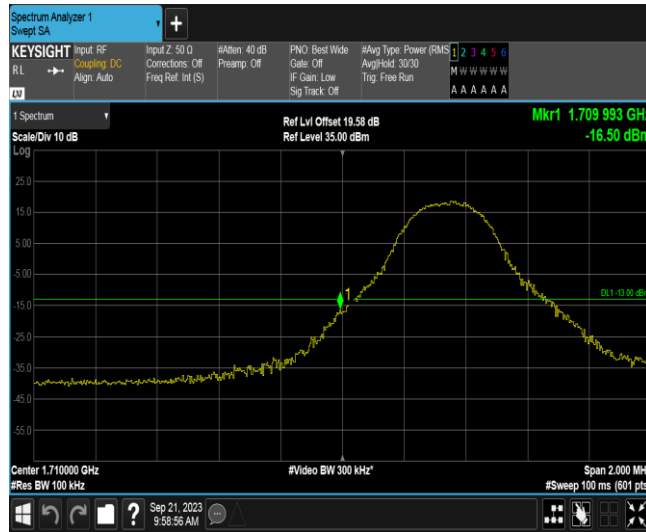 Spectrum Analyzer 1
Swept SA
+
KEYSIGHT Input: RF Input Z: 50 Ω #Atten: 40 dB PNO: Best Wide #Avg Type: Power (RMS 1 2 3 4 5 6
RL Coupling: DC Corrections: Off Preamp: Off Gate: Off Avg|Hold: 30/30 M W W W W W
Align: Auto Freq Ref: Int (S) IF Gain: Low Trig: Free Run
LXI Sig Track: Off A A A A A A
1 Spectrum Ref Lvl Offset 19.58 dB Mkr1 1.709 993 GHz
Scale/Div 10 dB Ref Level 35.00 dBm -16.50 dBm
Log
25.0
15.0
5.00
-5.00
1
DL1 -13.00 dBm
-15.0
-25.0
-35.0
-45.0
-55.0
Center 1.710000 GHz #Video BW 300 kHz* Span 2.000 MH
#Res BW 100 kHz #Sweep 100 ms (601 pts
? Sep 21, 2023
9:58:56 AM